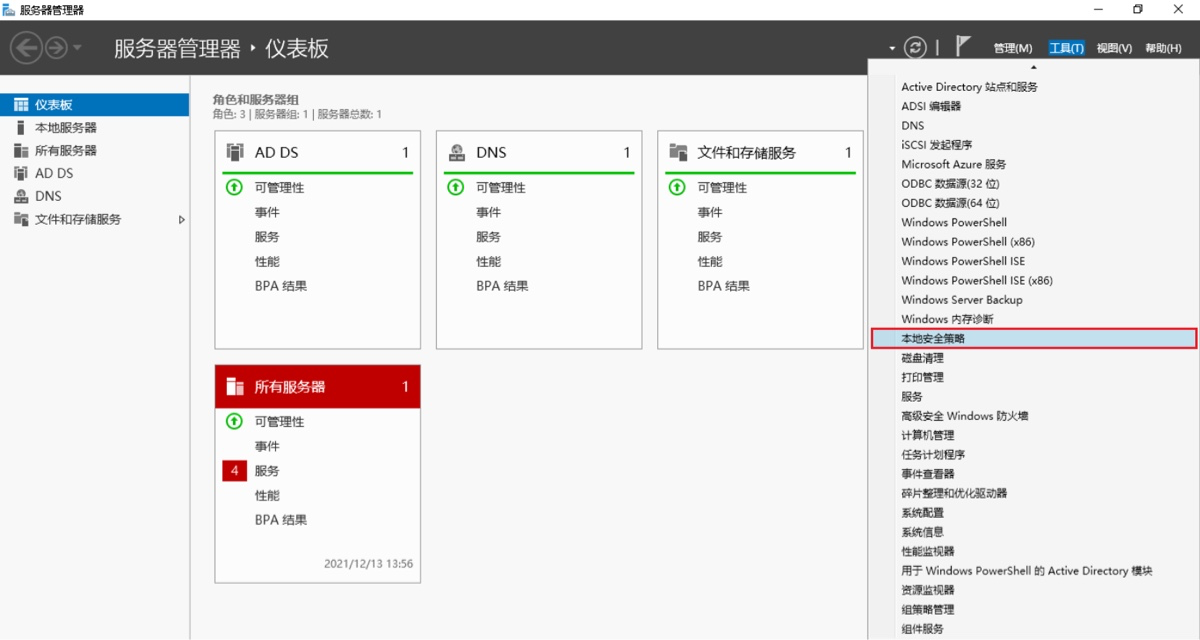 服务器管理器
服务器管理器 · 仪表板
管理(M) 工具(T) 视图(V) 帮助(H)
仪表板
本地服务器
所有服务器
AD DS
DNS
文件和存储服务
角色和服务器组
角色: 3 | 服务器组: 1 | 服务器总数: 1
AD DS 1
可管理性
事件
服务
性能
BPA 结果
DNS 1
可管理性
事件
服务
性能
BPA 结果
文件和存储服务 1
可管理性
事件
服务
性能
BPA 结果
所有服务器 1
可管理性
事件
4 服务
性能
BPA 结果
2021/12/13 13:56
Active Directory 站点和服务
ADSI 编辑器
DNS
iSCSI 发起程序
Microsoft Azure 服务
ODBC 数据源(32 位)
ODBC 数据源(64 位)
Windows PowerShell
Windows PowerShell (x86)
Windows PowerShell ISE
Windows PowerShell ISE (x86)
Windows Server Backup
Windows 内存诊断
本地安全策略
磁盘清理
打印管理
服务
高级安全 Windows 防火墙
计算机管理
任务计划程序
事件查看器
碎片整理和优化驱动器
系统配置
系统信息
性能监视器
用于 Windows PowerShell 的 Active Directory 模块
资源监视器
组策略管理
组件服务